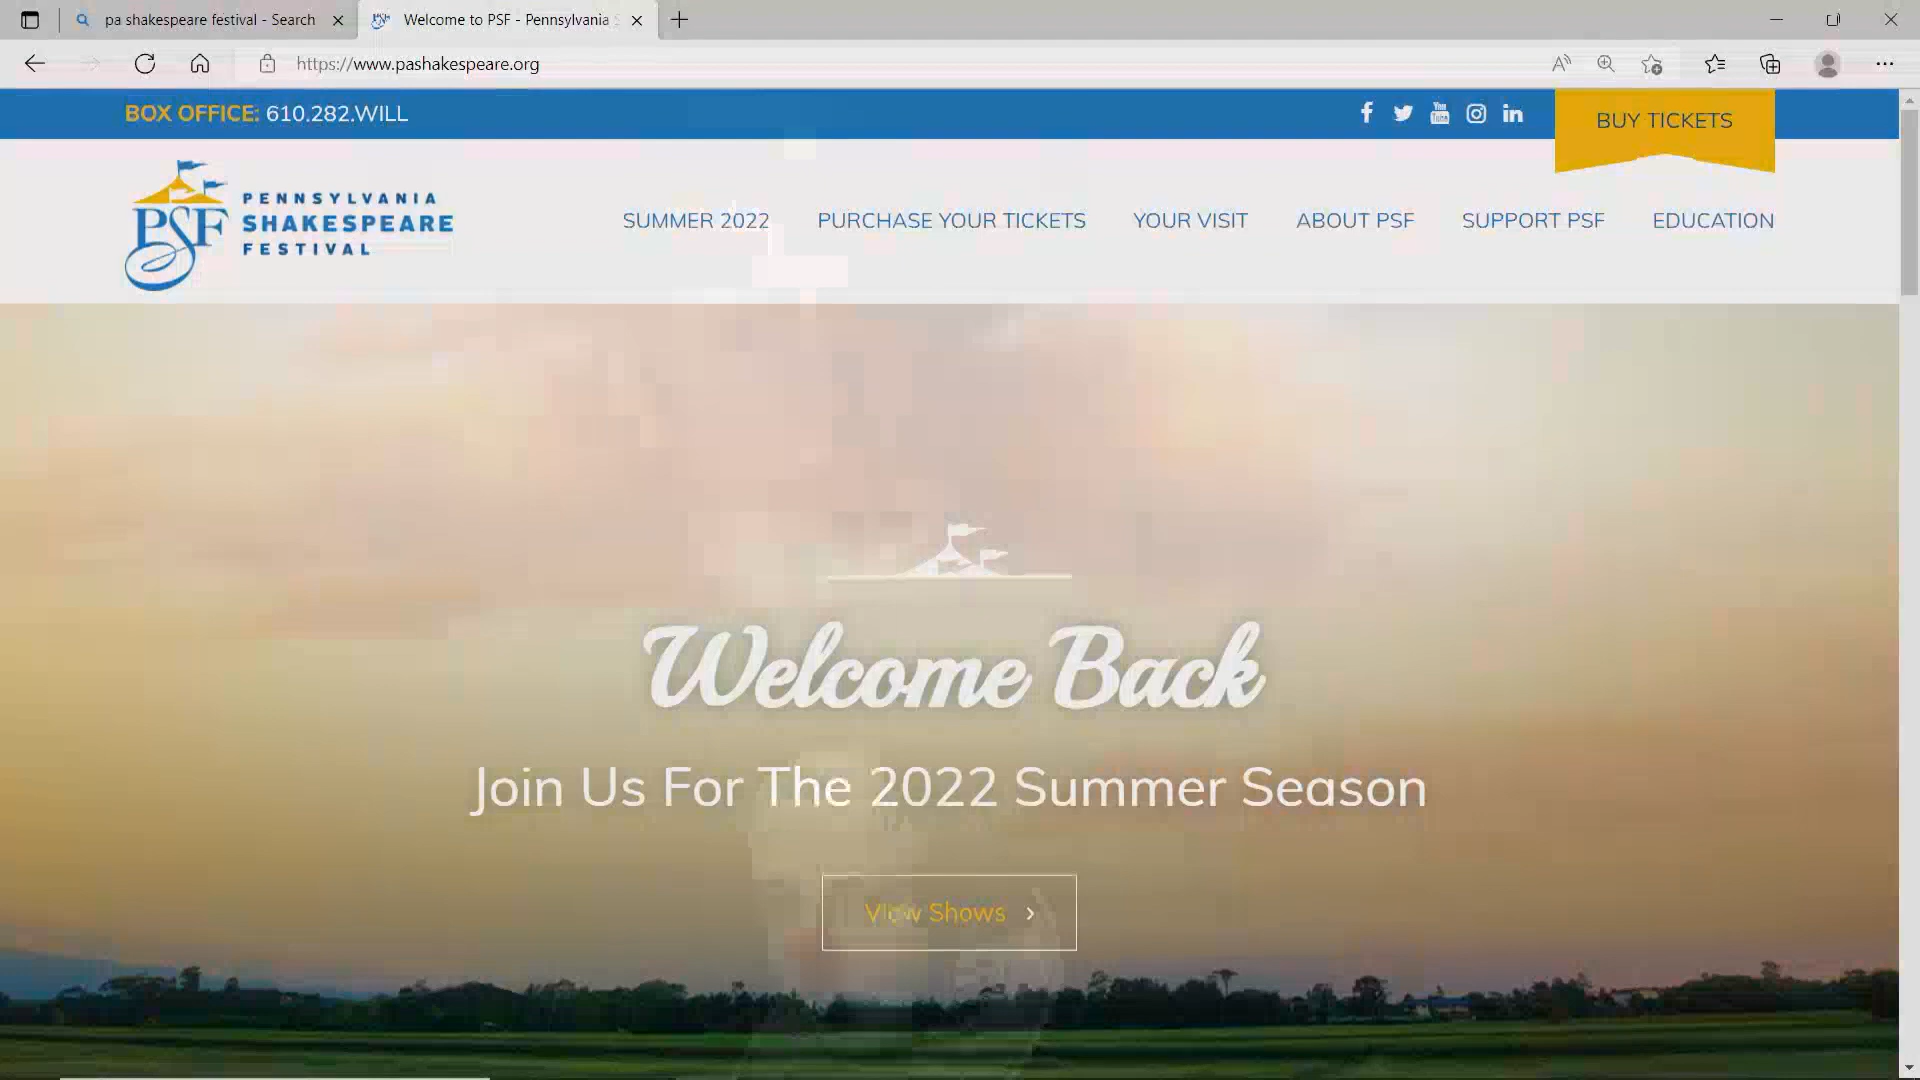 pa shakespeare festival - Search
Welcome to PSF - Pennsylvania
https://www.pashakespeare.org
BOX OFFICE: 610.282.WILL
You Tube
BUY TICKETS
PSF
PENNSYLVANIA
SHAKESPEARE
FESTIVAL
SUMMER 2022
PURCHASE YOUR TICKETS
YOUR VISIT
ABOUT PSF
SUPPORT PSF
EDUCATION
Welcome Back
Join Us For The 2022 Summer Season
View Shows